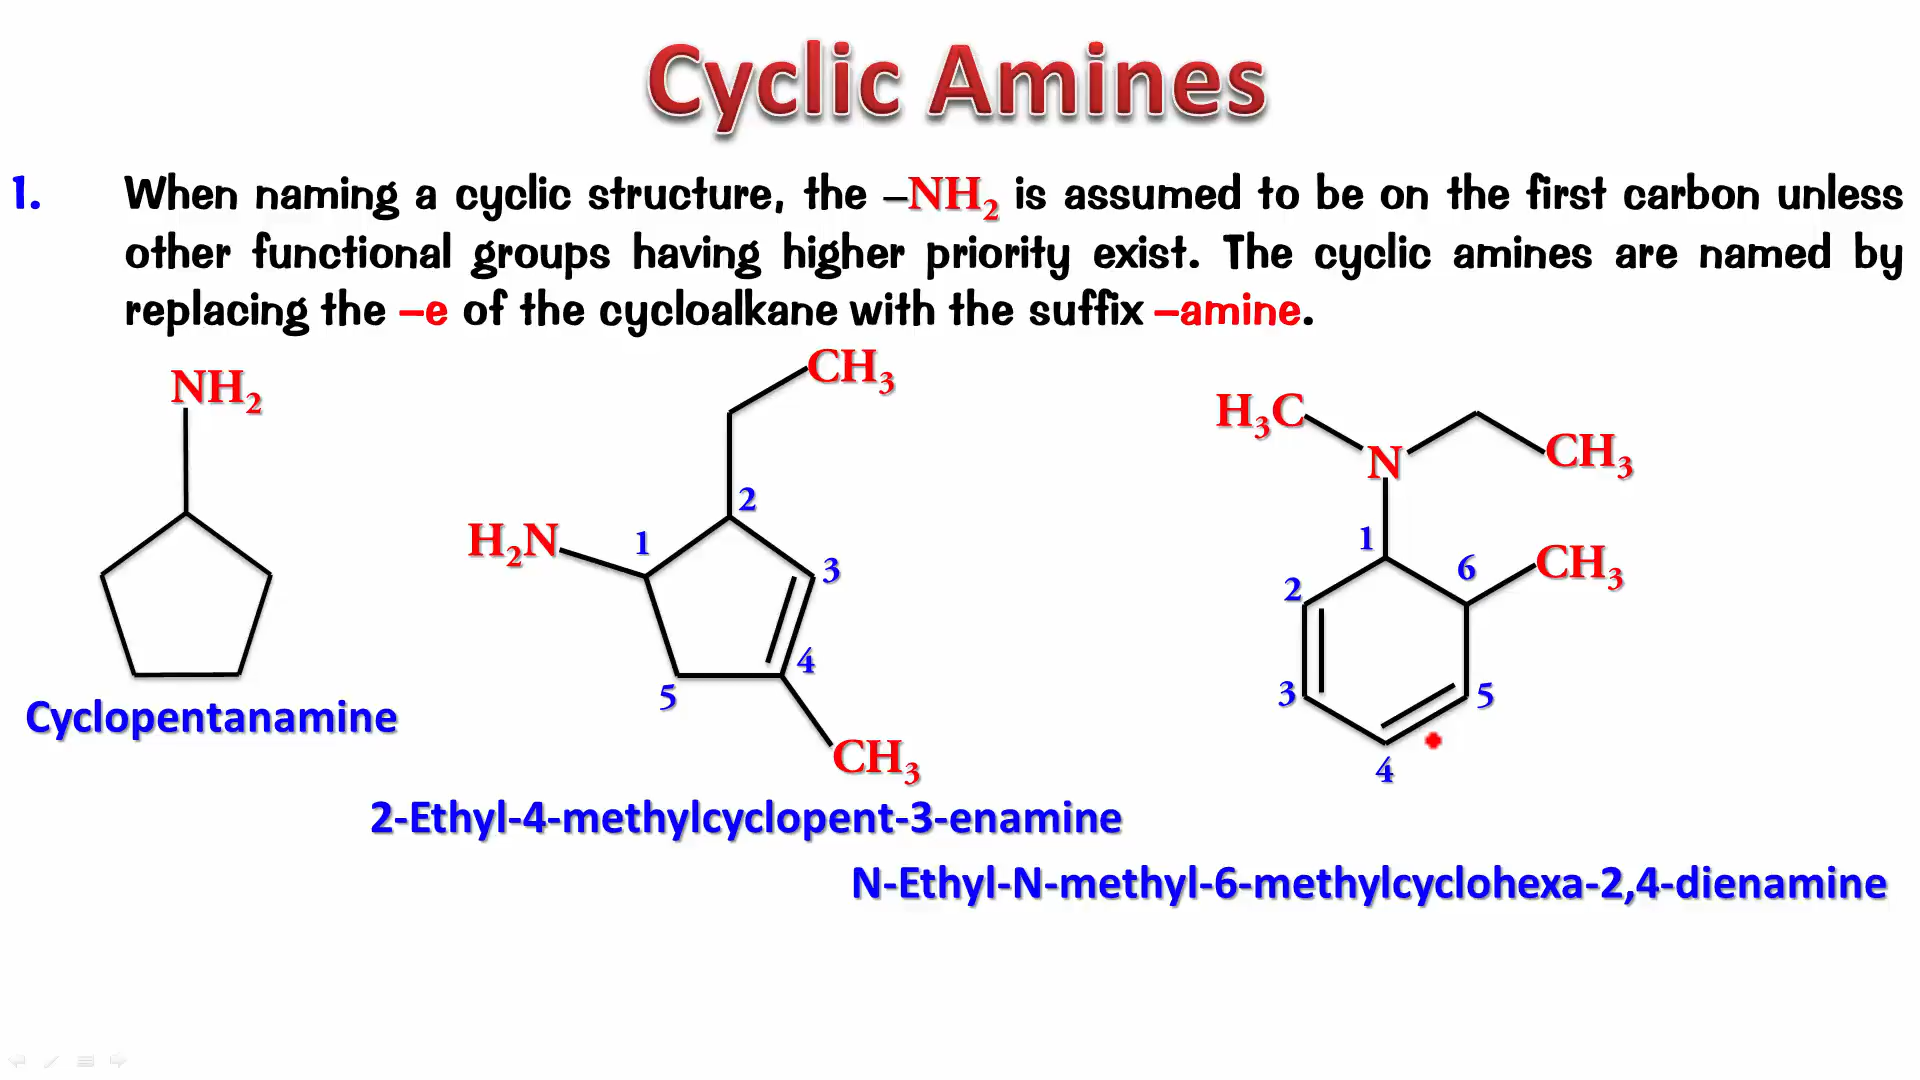 Cyclic Amines
1. When naming a cyclic structure, the –NH₂ is assumed to be on the first carbon unless
other functional groups having higher priority exist. The cyclic amines are named by
replacing the –e of the cycloalkane with the suffix –amine.
NH₂
Cyclopentanamine
CH₃
H₂N
1
2
3
4
5
CH₃
2-Ethyl-4-methylcyclopent-3-enamine
H₃C
N
CH₃
1
6
CH₃
2
3
5
4
N-Ethyl-N-methyl-6-methylcyclohexa-2,4-dienamine